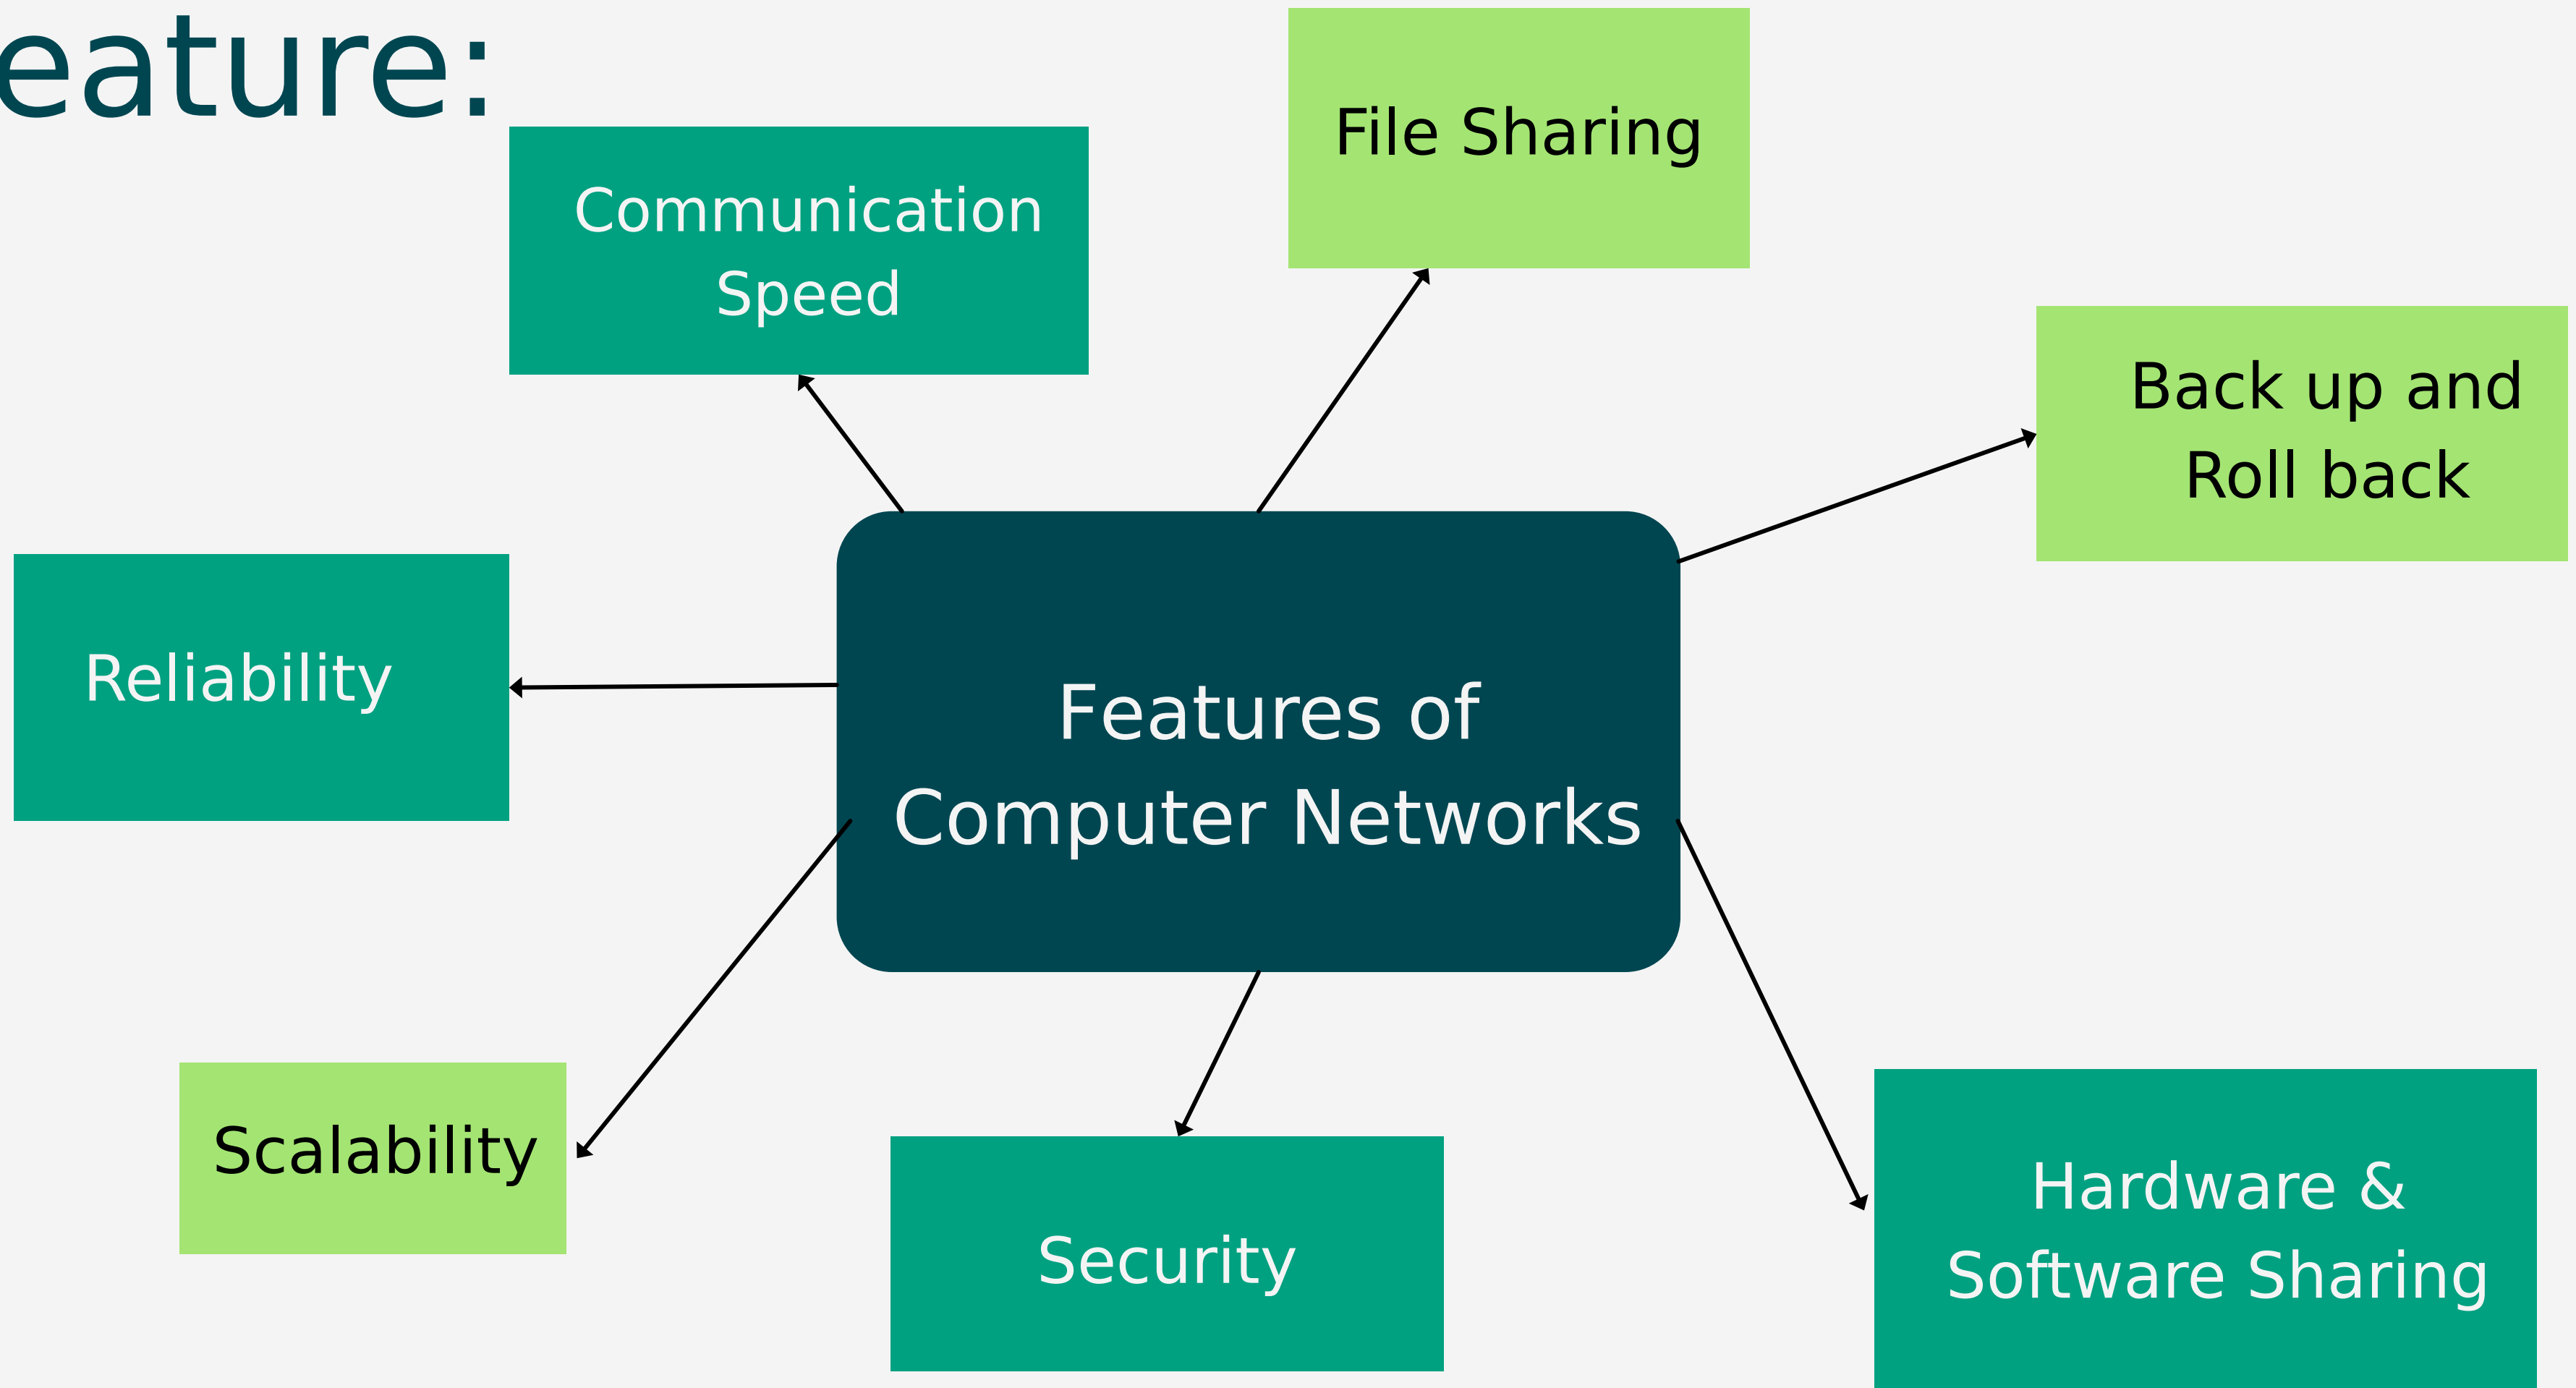 eature:
File Sharing
Communication
Speed
Back up and
Roll back
Reliability
Features of
Computer Networks
Scalability
Security
Hardware &
Software Sharing